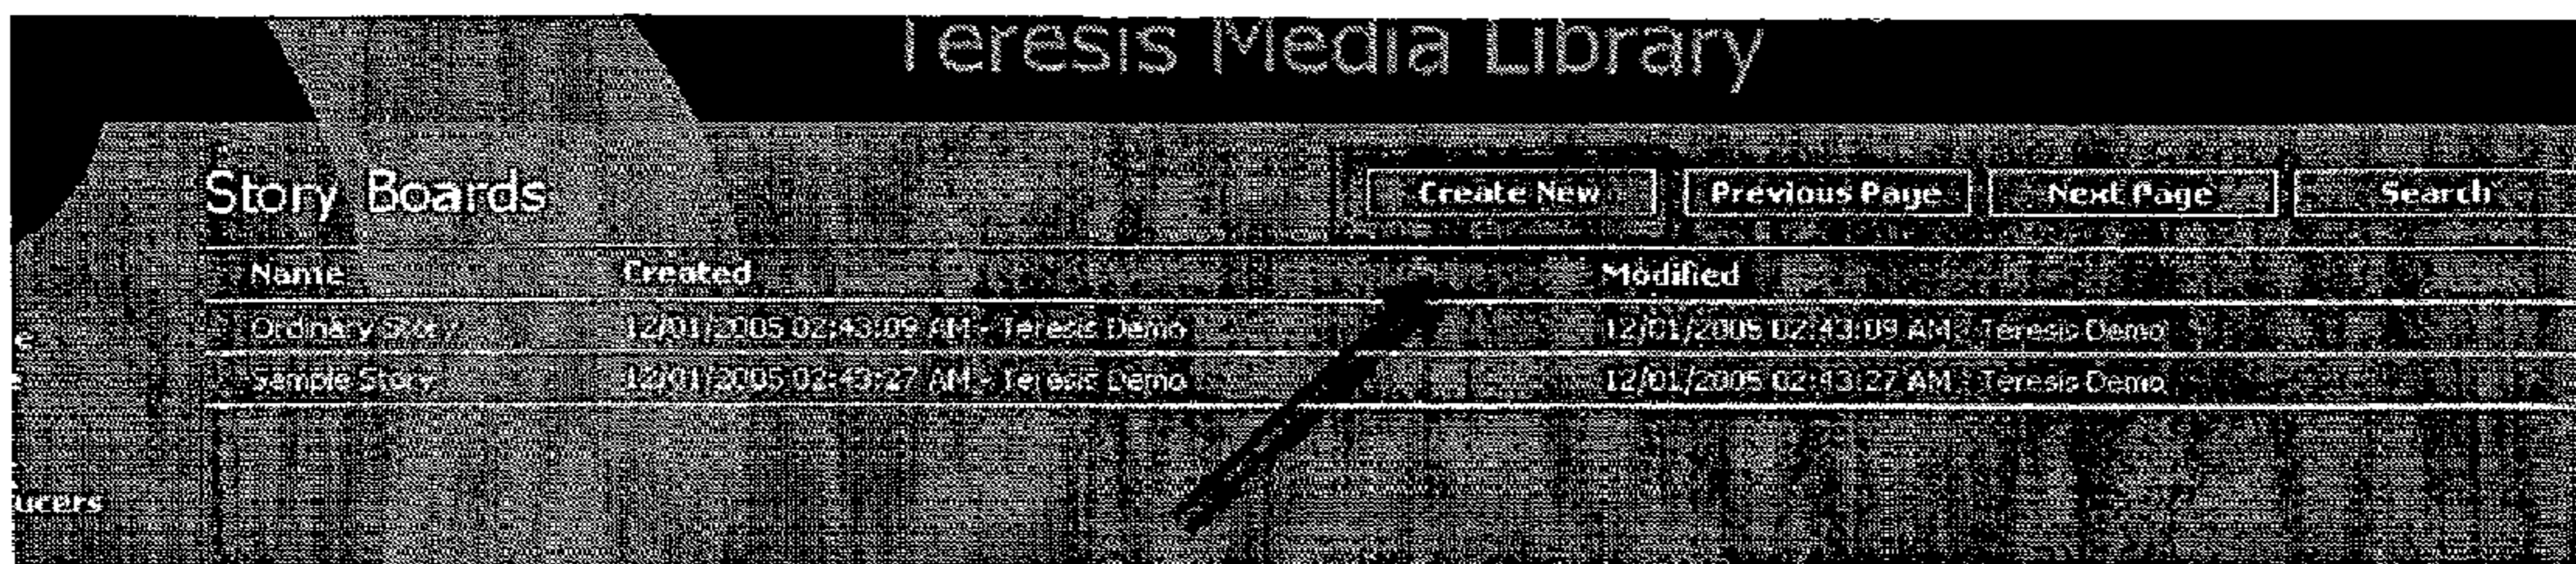 Teresis Media Library
Story Boards
Create New
Previous Page
Next Page
Search
Name Created Modified
Ordinary Story 12/01/2005 02:43:09 AM - Teresis Demo 12/01/2005 02:43:09 AM - Teresis Demo
Sample Story 12/01/2005 02:43:27 AM - Teresis Demo 12/01/2005 02:43:27 AM - Teresis Demo
e
ucers